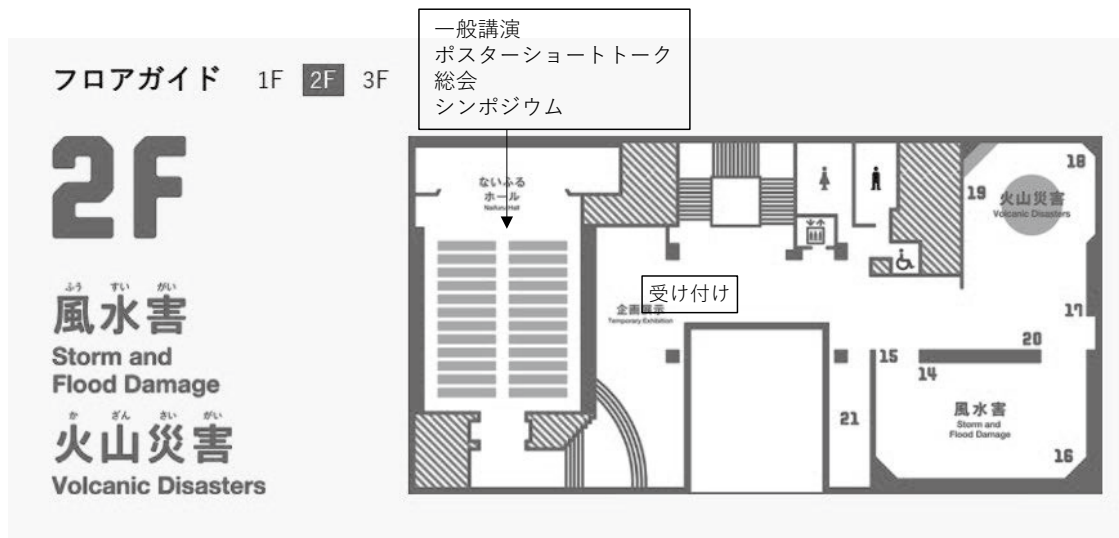 一般講演
ポスターショートトーク
総会
シンポジウム
フロアガイド 1F 2F 3F
2F
ふう すい がい
風水害
Storm and
Flood Damage
か ざん さい がい
火山災害
Volcanic Disasters
ないふる
ホール
Naifuru Hall
受け付け
企画展示
Temporary Exhibition
18
19
火山災害
Volcanic Disasters
17
20
15
14
風水害
Storm and
Flood Damage
21
16